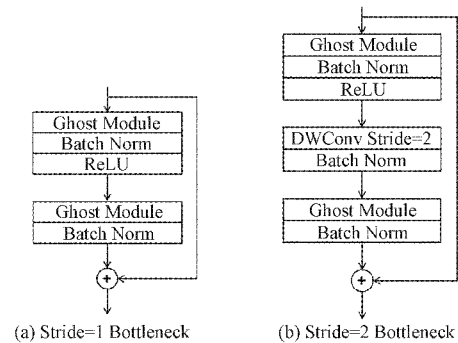 Ghost Module
Batch Norm
ReLU
Ghost Module
Batch Norm
+
(a) Stride=1 Bottleneck
Ghost Module
Batch Norm
ReLU
DWConv Stride=2
Batch Norm
Ghost Module
Batch Norm
+
(b) Stride=2 Bottleneck